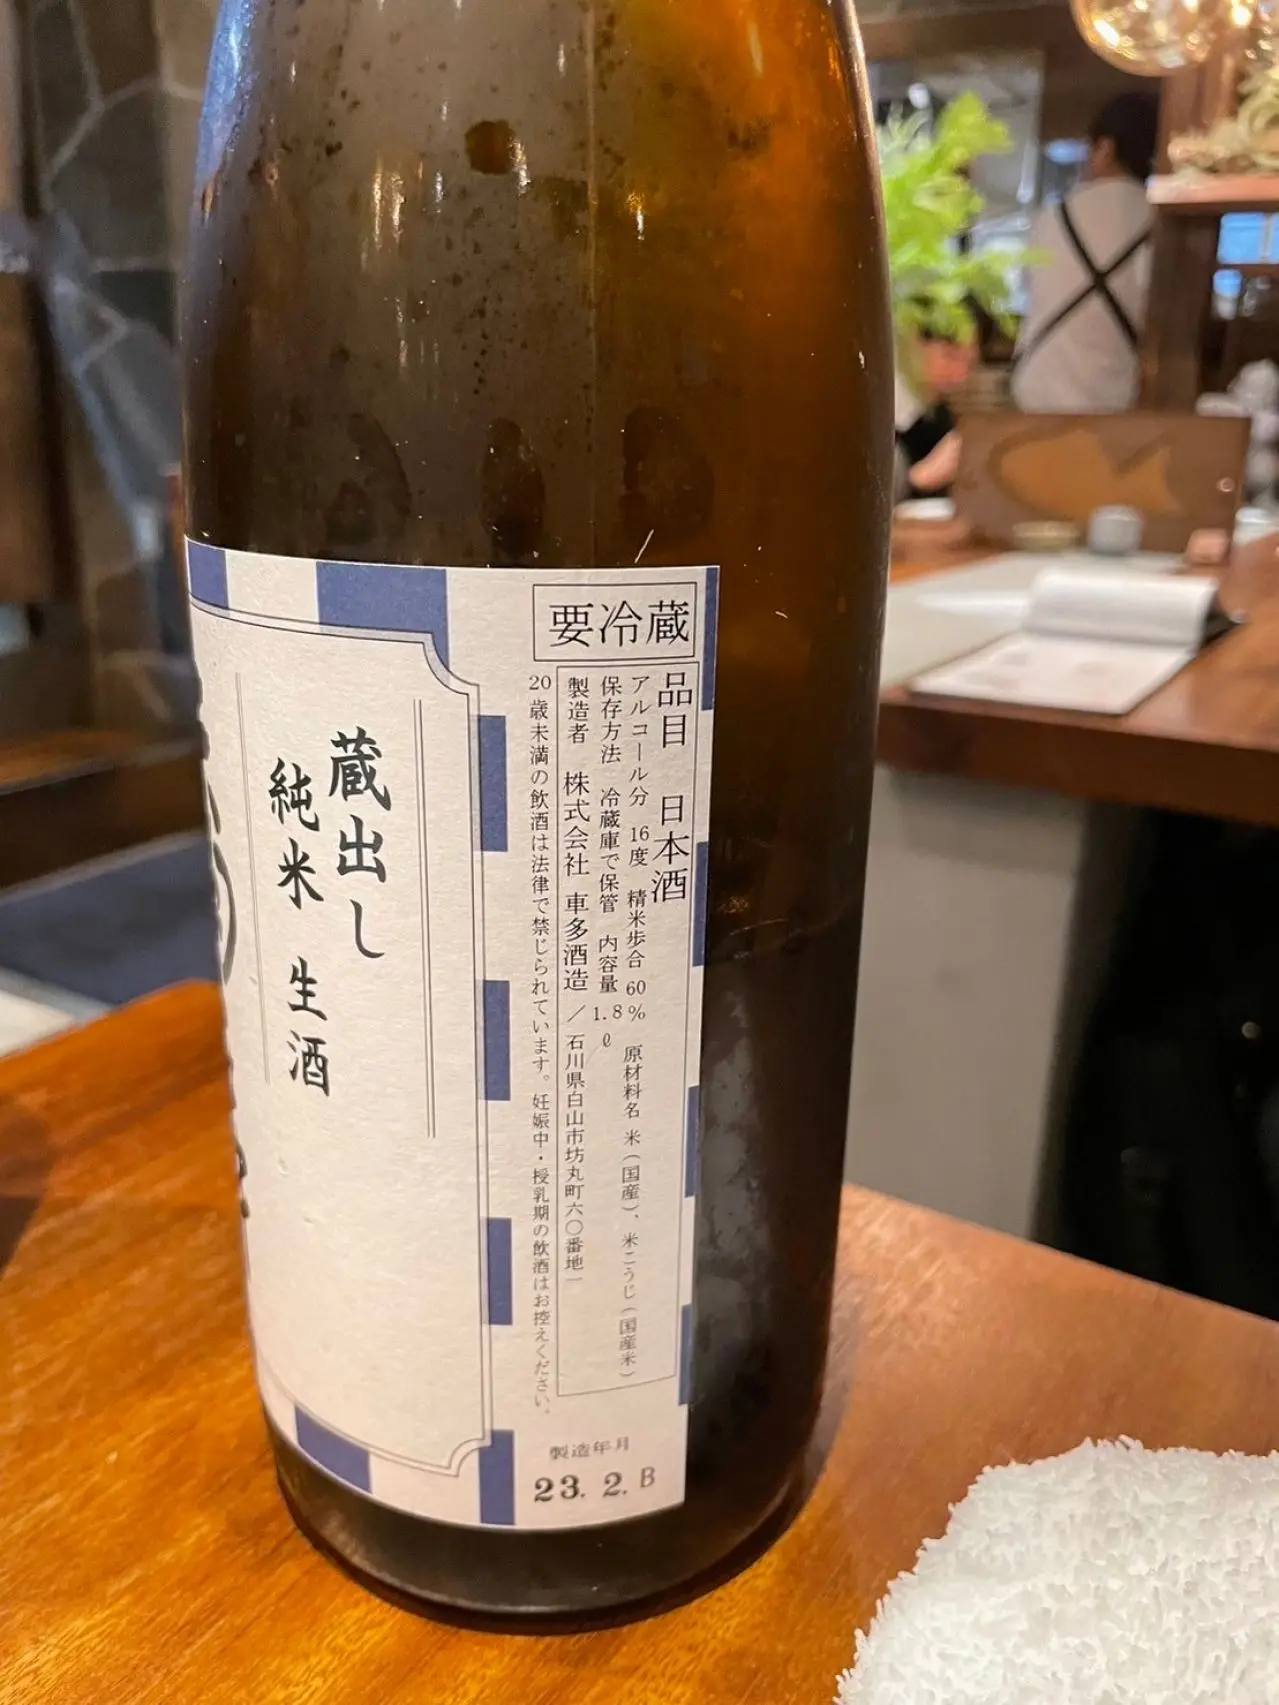 要冷蔵
品目 日本酒
アルコール分 16度 精米歩合 60% 原材料名 米(国産)、米こうじ(国産米)
保存方法 冷蔵庫で保管 内容量 1.8ℓ
製造者 株式会社 車多酒造/石川県白山市坊丸町六〇番地一
20歳未満の飲酒は法律で禁じられています。妊娠中・授乳期の飲酒はお控えください。
製造年月
23. 2. B
蔵出し
純米 生酒